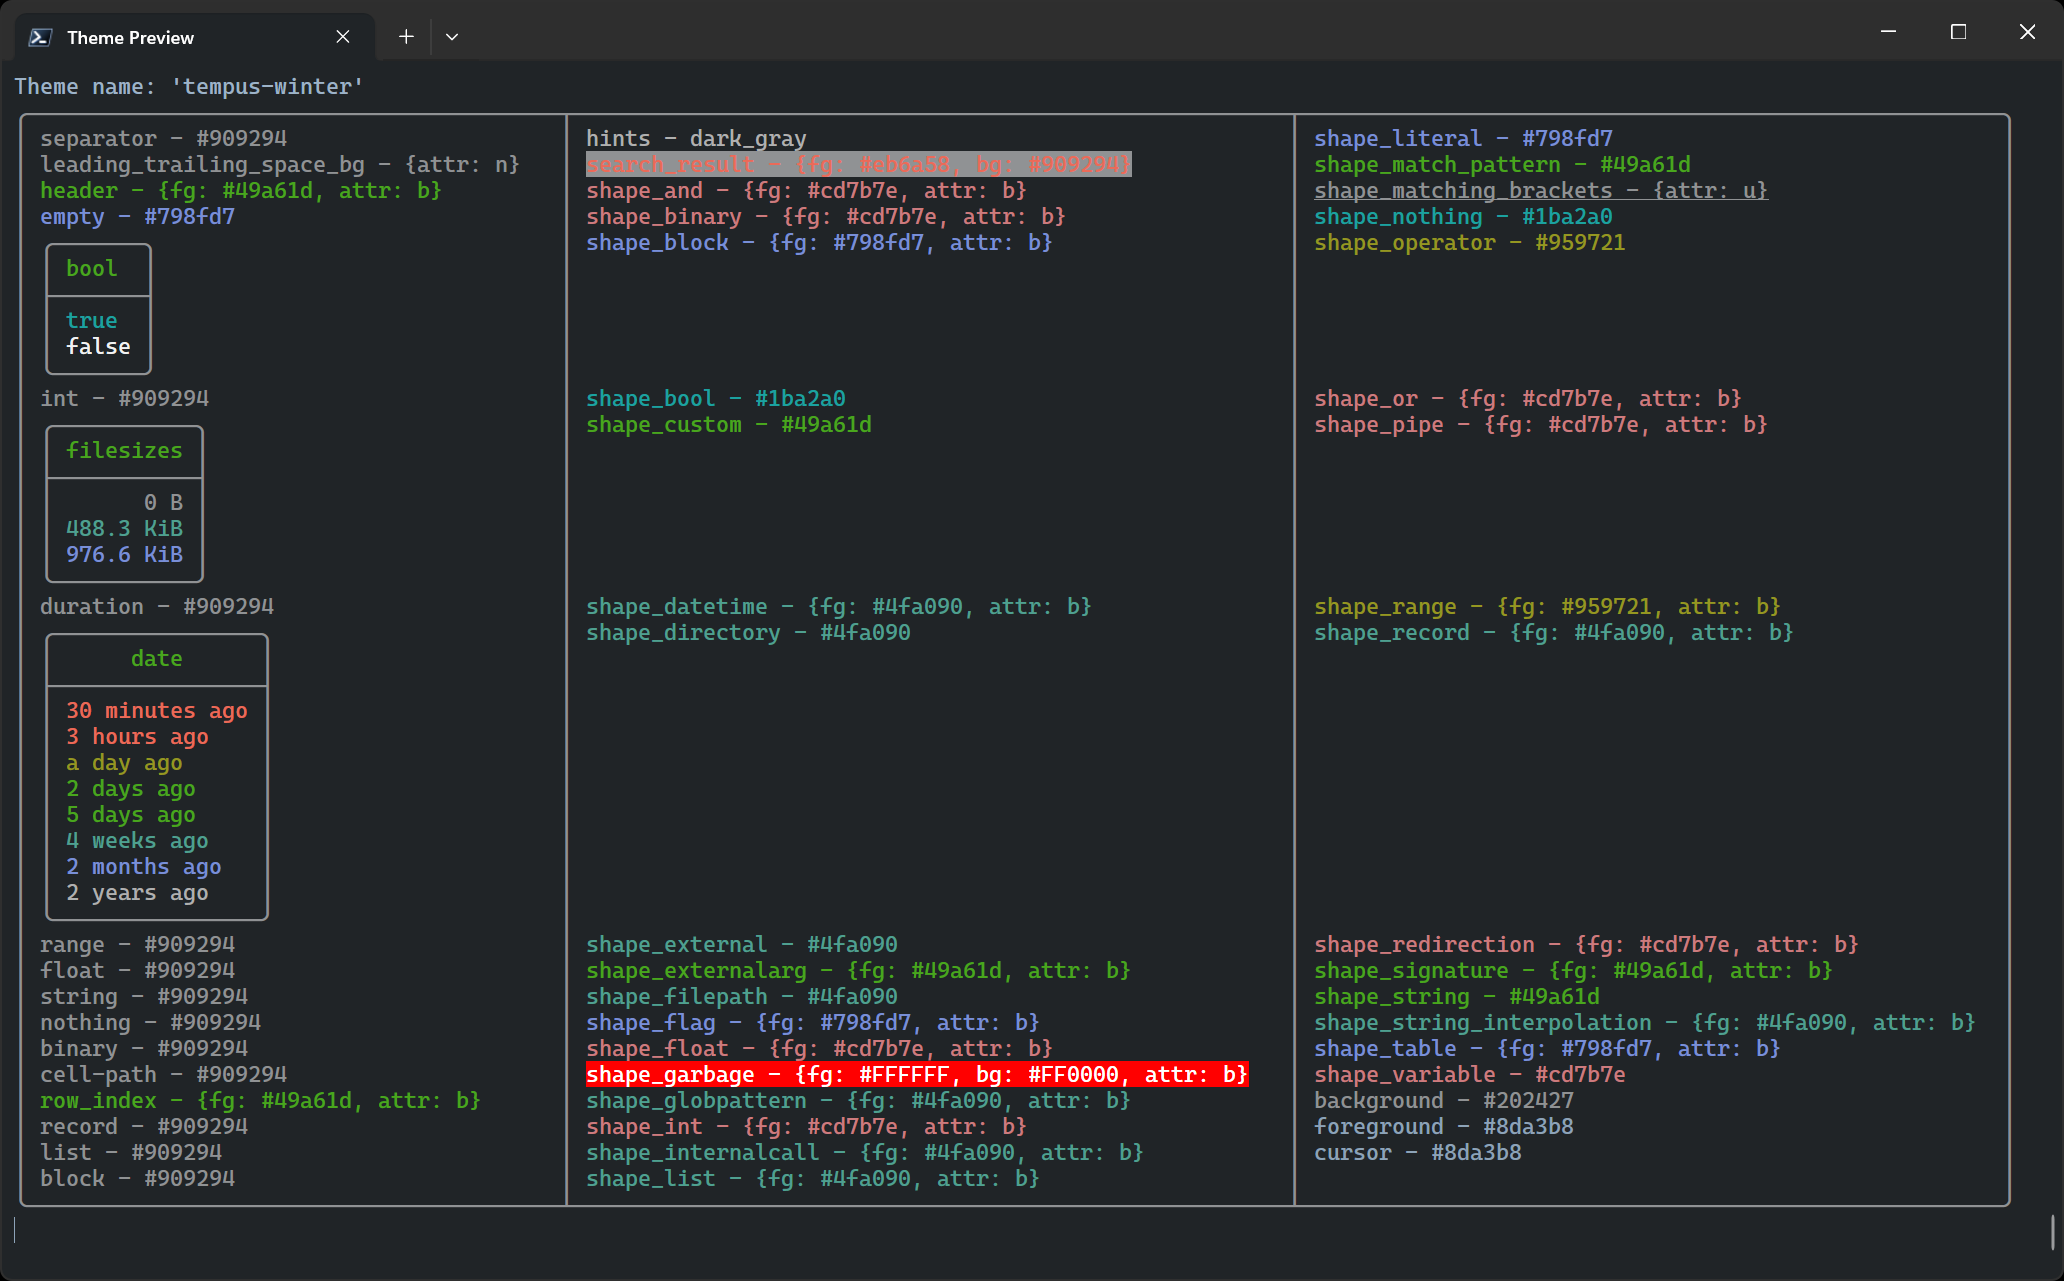 Theme Preview
Theme name: 'tempus-winter'
separator - #909294
leading_trailing_space_bg - {attr: n}
header - {fg: #49a61d, attr: b}
empty - #798fd7
bool
true
false
int - #909294
filesizes
0 B
488.3 KiB
976.6 KiB
duration - #909294
date
30 minutes ago
3 hours ago
a day ago
2 days ago
5 days ago
4 weeks ago
2 months ago
2 years ago
range - #909294
float - #909294
string - #909294
nothing - #909294
binary - #909294
cell-path - #909294
row_index - {fg: #49a61d, attr: b}
record - #909294
list - #909294
block - #909294
hints - dark_gray
search_result - {fg: #eb6a58, bg: #909294}
shape_and - {fg: #cd7b7e, attr: b}
shape_binary - {fg: #cd7b7e, attr: b}
shape_block - {fg: #798fd7, attr: b}
shape_bool - #1ba2a0
shape_custom - #49a61d
shape_datetime - {fg: #4fa090, attr: b}
shape_directory - #4fa090
shape_external - #4fa090
shape_externalarg - {fg: #49a61d, attr: b}
shape_filepath - #4fa090
shape_flag - {fg: #798fd7, attr: b}
shape_float - {fg: #cd7b7e, attr: b}
shape_garbage - {fg: #FFFFFF, bg: #FF0000, attr: b}
shape_globpattern - {fg: #4fa090, attr: b}
shape_int - {fg: #cd7b7e, attr: b}
shape_internalcall - {fg: #4fa090, attr: b}
shape_list - {fg: #4fa090, attr: b}
shape_literal - #798fd7
shape_match_pattern - #49a61d
shape_matching_brackets - {attr: u}
shape_nothing - #1ba2a0
shape_operator - #959721
shape_or - {fg: #cd7b7e, attr: b}
shape_pipe - {fg: #cd7b7e, attr: b}
shape_range - {fg: #959721, attr: b}
shape_record - {fg: #4fa090, attr: b}
shape_redirection - {fg: #cd7b7e, attr: b}
shape_signature - {fg: #49a61d, attr: b}
shape_string - #49a61d
shape_string_interpolation - {fg: #4fa090, attr: b}
shape_table - {fg: #798fd7, attr: b}
shape_variable - #cd7b7e
background - #202427
foreground - #8da3b8
cursor - #8da3b8